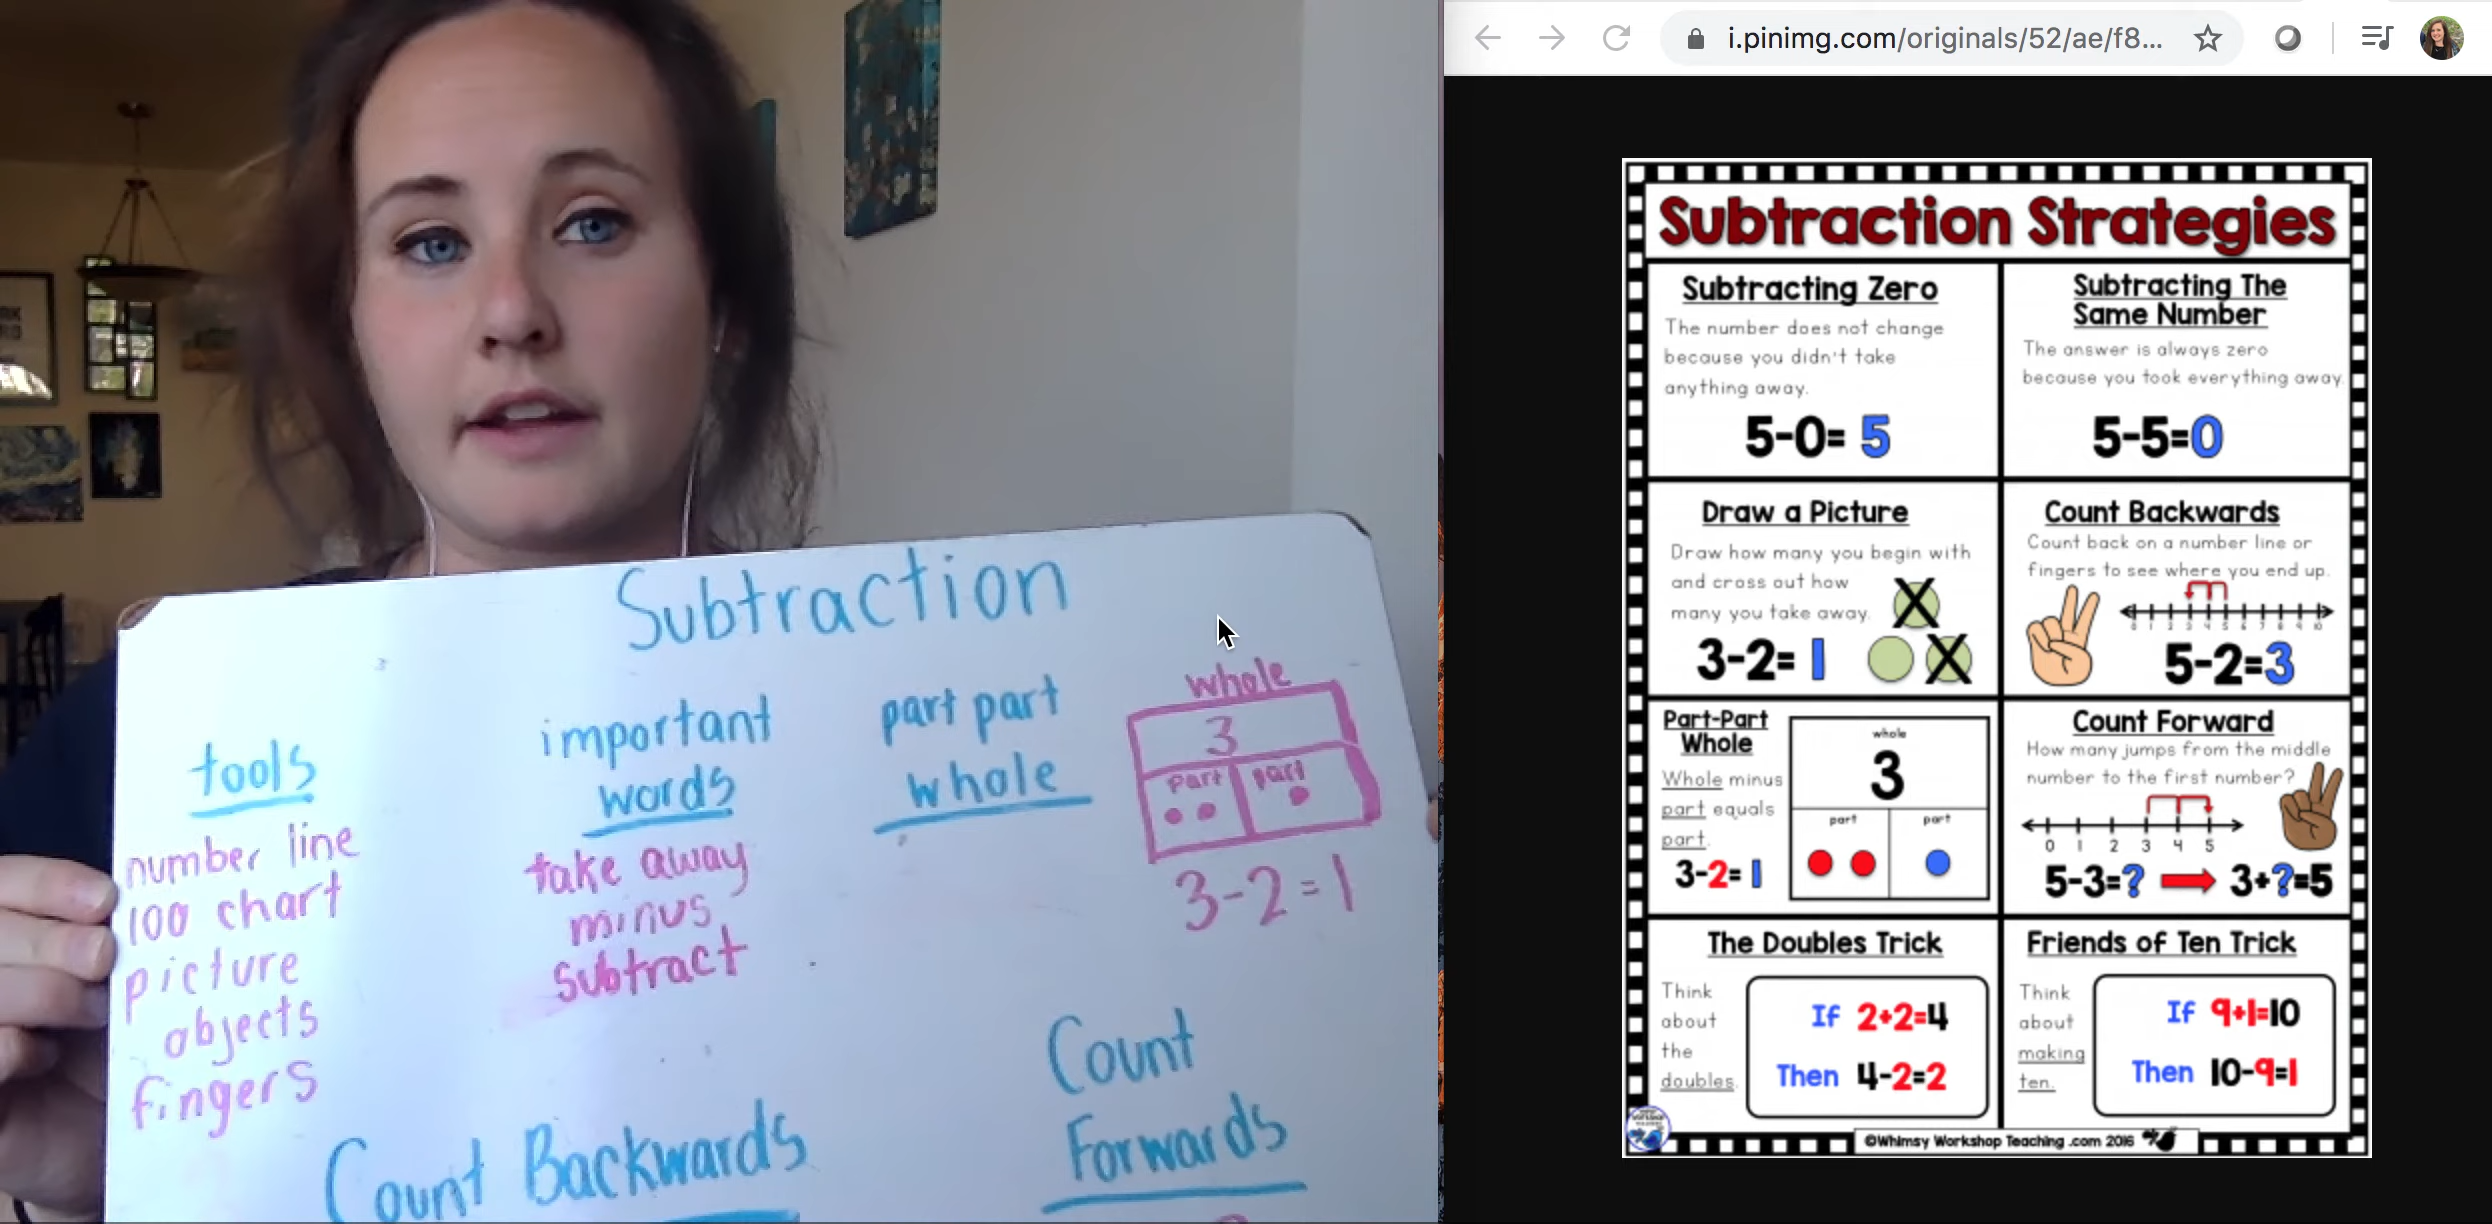 Subtraction
tools
number line
100 chart
picture
objects
fingers
important
words
take away
minus
subtract
part part
whole
whole
3
part part
3-2=1
Count Backwards
Count
Forwards
i.pinimg.com/originals/52/ae/f8...
Subtraction Strategies
Subtracting Zero
The number does not change
because you didn't take
anything away.
5-0= 5
Subtracting The
Same Number
The answer is always zero
because you took everything away.
5-5=0
Draw a Picture
Draw how many you begin with
and cross out how
many you take away.
3-2= 1
Count Backwards
Count back on a number line or
fingers to see where you end up.
5-2=3
Part-Part
Whole
Whole minus
part equals
part.
3-2= 1
whole
3
part part
Count Forward
How many jumps from the middle
number to the first number?
0 1 2 3 4 5
5-3=? 3+?=5
The Doubles Trick
Think
about
the
doubles.
If 2+2=4
Then 4-2=2
Friends of Ten Trick
Think
about
making
ten.
If 9+1=10
Then 10-9=1
©Whimsy Workshop Teaching .com 2016